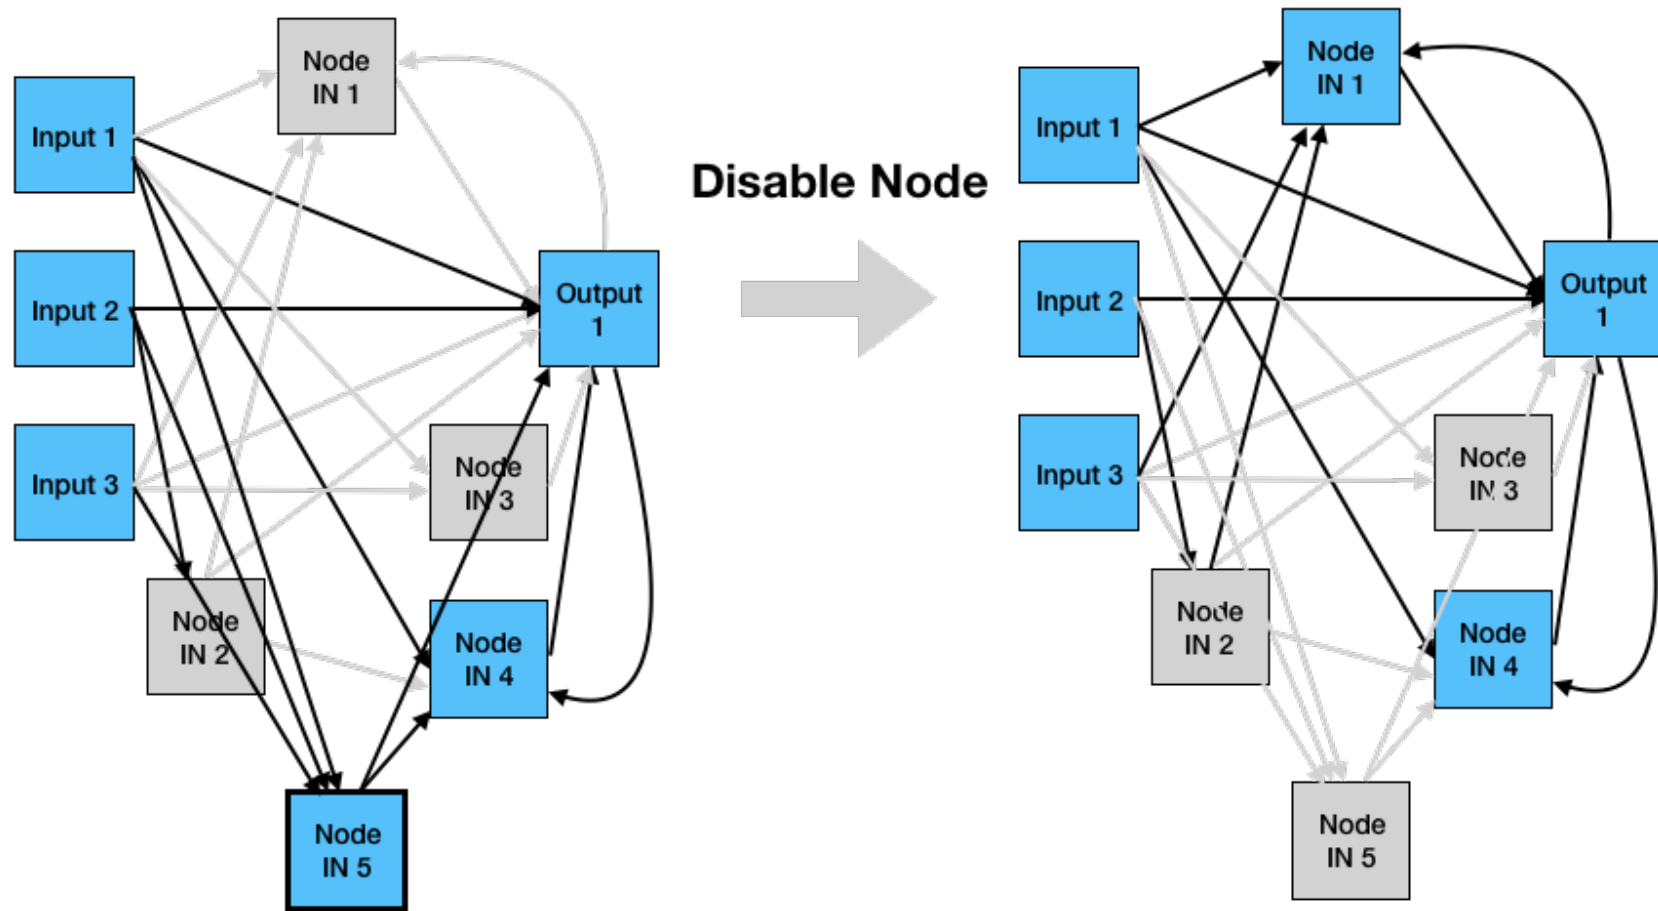 Node
IN 1
Input 1
Input 2
Output
1
Input 3
Node
IN 3
Node
IN 2
Node
IN 4
Node
IN 5
Disable Node
Node
IN 1
Input 1
Input 2
Output
1
Input 3
Node
IN 3
Node
IN 2
Node
IN 4
Node
IN 5